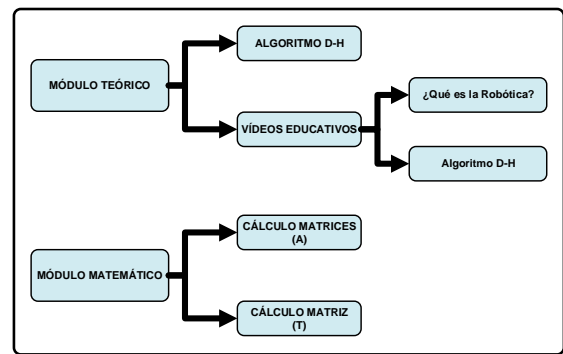 MÓDULO TEÓRICO
ALGORITMO D-H
VÍDEOS EDUCATIVOS
¿Qué es la Robótica?
Algoritmo D-H
MÓDULO MATEMÁTICO
CÁLCULO MATRICES
(A)
CÁLCULO MATRIZ
(T)